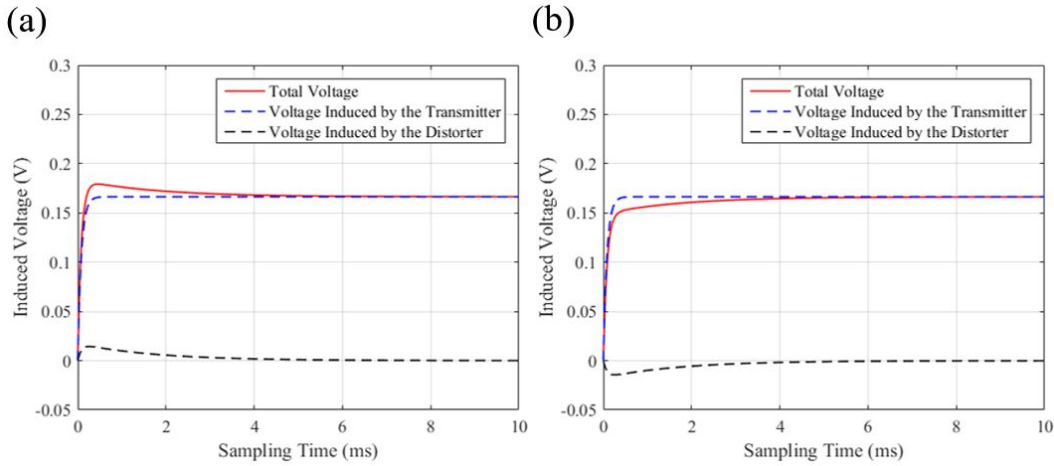 (a)
0.3
0.25
0.2
0.15
0.1
0.05
0
-0.05
Induced Voltage (V)
Total Voltage
Voltage Induced by the Transmitter
Voltage Induced by the Distorter
0 2 4 6 8 10
Sampling Time (ms)
(b)
0.3
0.25
0.2
0.15
0.1
0.05
0
-0.05
Induced Voltage (V)
Total Voltage
Voltage Induced by the Transmitter
Voltage Induced by the Distorter
0 2 4 6 8 10
Sampling Time (ms)